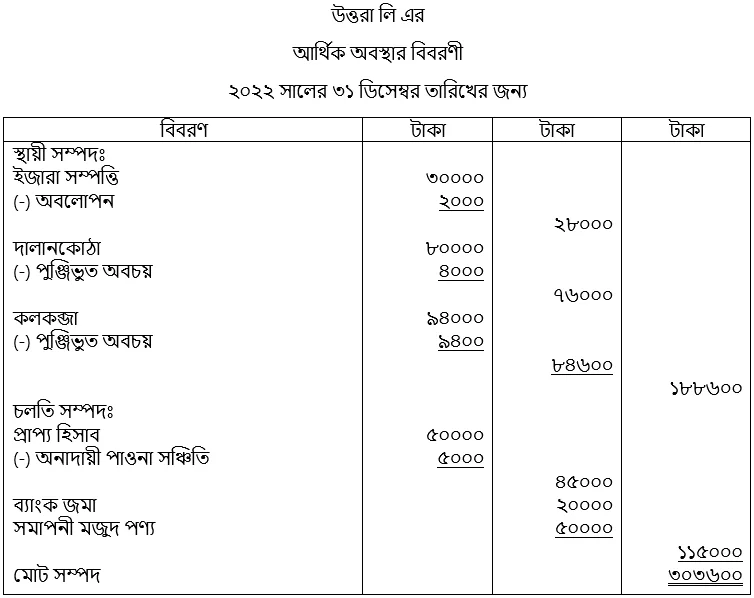 উত্তরা লি এর
আর্থিক অবস্থার বিবরণী
২০২২ সালের ৩১ ডিসেম্বর তারিখের জন্য
বিবরণ টাকা টাকা টাকা
স্থায়ী সম্পদঃ
ইজারা সম্পত্তি ৩০০০০
(-) অবলোপন ২০০০
২৮০০০
দালানকোঠা ৮০০০০
(-) পুঞ্জিভুত অবচয় ৪০০০
৭৬০০০
কলকব্জা ৯৪০০০
(-) পুঞ্জিভুত অবচয় ৯৪০০
৮৪৬০০
১৮৮৬০০
চলতি সম্পদঃ
প্রাপ্য হিসাব ৫০০০০
(-) অনাদায়ী পাওনা সঞ্চিতি ৫০০০
৪৫০০০
ব্যাংক জমা ২০০০০
সমাপনী মজুদ পণ্য ৫০০০০
১১৫০০০
মোট সম্পদ ৩০৩৬০০